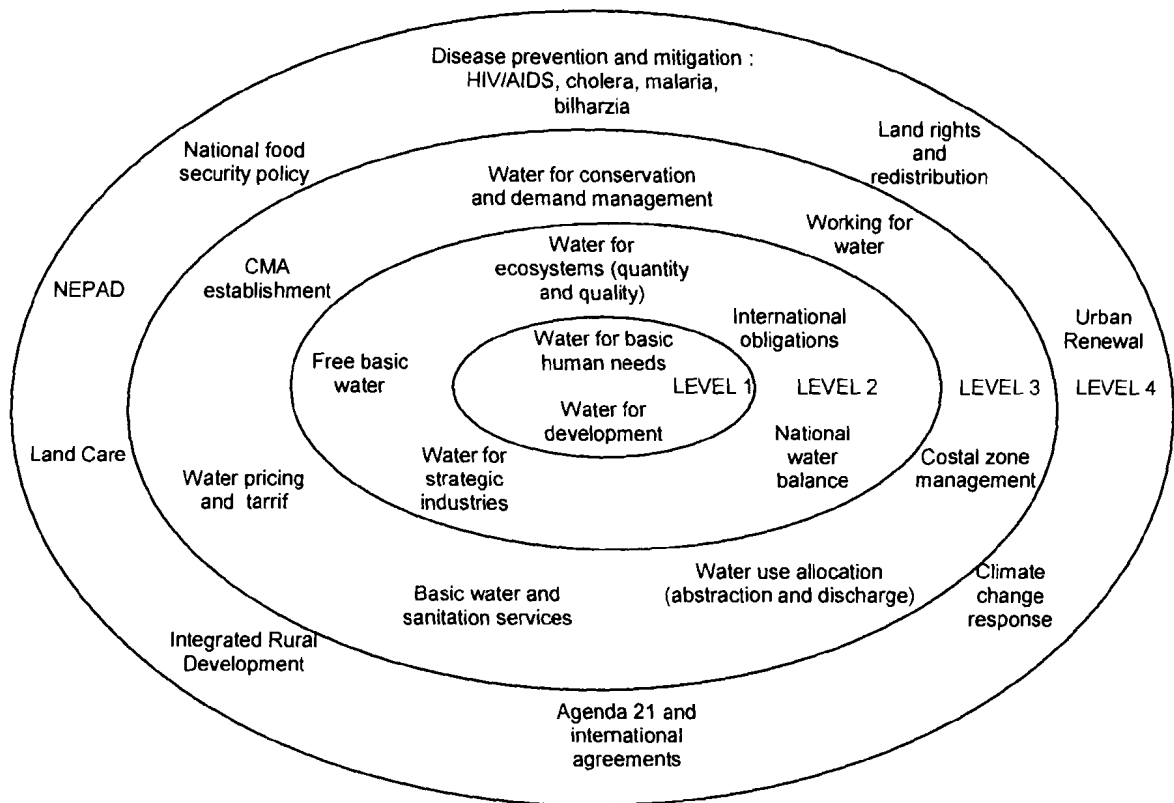 Disease prevention and mitigation :
HIV/AIDS, cholera, malaria,
bilharzia
National food
security policy
Land rights
and
redistribution
Water for conservation
and demand management
Working for
water
CMA
establishment
Water for
ecosystems (quantity
and quality)
NEPAD
International
obligations
Urban
Renewal
Water for basic
human needs
Free basic
water
LEVEL 1
LEVEL 2
LEVEL 3
LEVEL 4
Water for
development
Land Care
Water pricing
and tarrif
Water for
strategic
industries
National
water
balance
Costal zone
management
Basic water and
sanitation services
Water use allocation
(abstraction and discharge)
Climate
change
response
Integrated Rural
Development
Agenda 21 and
international
agreements